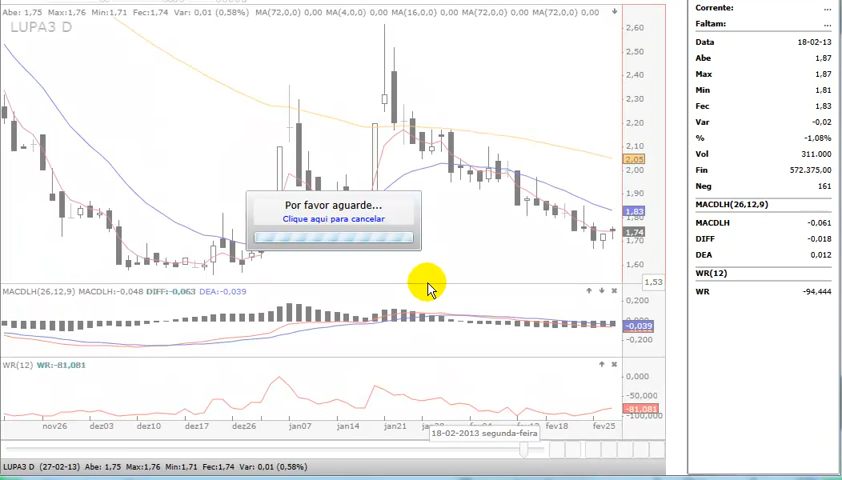 Abe: 1,75 Max:1,76 Min:1,71 Fec:1,74 Var: 0,01 (0,58%) MA(72,0,0) 0,00 MA(4,0,0) 0,00 MA(16,0,0) 0,00 MA(72,0,0) 0,00 MA(72,0,0) 0,00
LUPA3 D
2,60
2,50
2,40
2,30
2,20
2,10
2,05
2,00
1,90
1,83
1,80
1,74
1,70
1,60
1,53
Por favor aguarde...
Clique aqui para cancelar
MACDLH(26,12,9) MACDLH:-0,048 DIFF:-0,063 DEA:-0,039
0,200
0,000
-0,039
-0.200
WR(12) WR:-81,081
0,000
-50,000
-81,081
-100,000
nov26 dez03 dez10 dez17 dez26 jan07 jan14 jan21 jan28 fev04 fev18 fev25
18-02-2013 segunda-feira
LUPA3 D (27-02-13) Abe: 1,75 Max:1,76 Min:1,71 Fec:1,74 Var: 0,01 (0,58%)
Corrente: ...
Faltam: ...
Data 18-02-13
Abe 1,87
Max 1,87
Min 1,81
Fec 1,83
Var -0,02
% -1,08%
Vol 311.000
Fin 572.375,00
Neg 161
MACDLH(26,12,9)
MACDLH -0.061
DIFF -0,018
DEA 0,012
WR(12)
WR -94,444